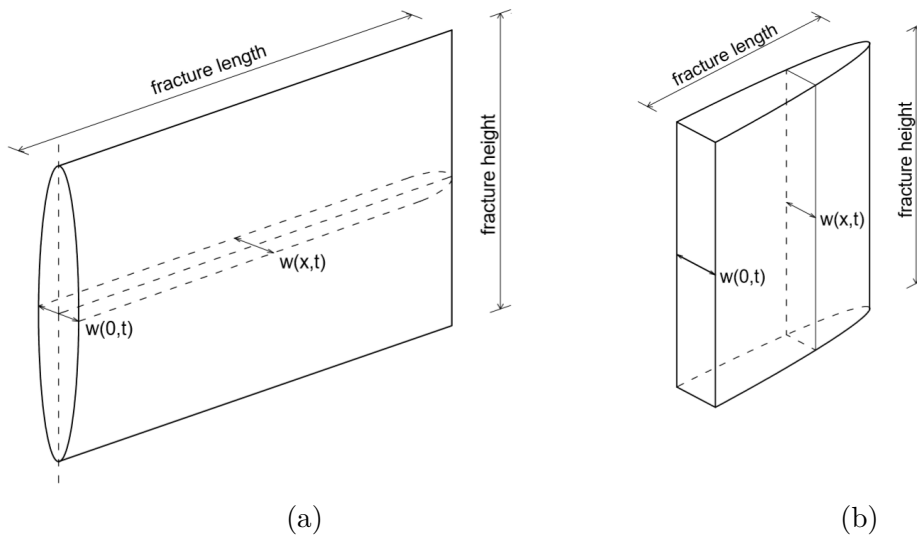 fracture length
fracture height
w(x,t)
w(0,t)
(a)
fracture length
fracture height
w(x,t)
w(0,t)
(b)